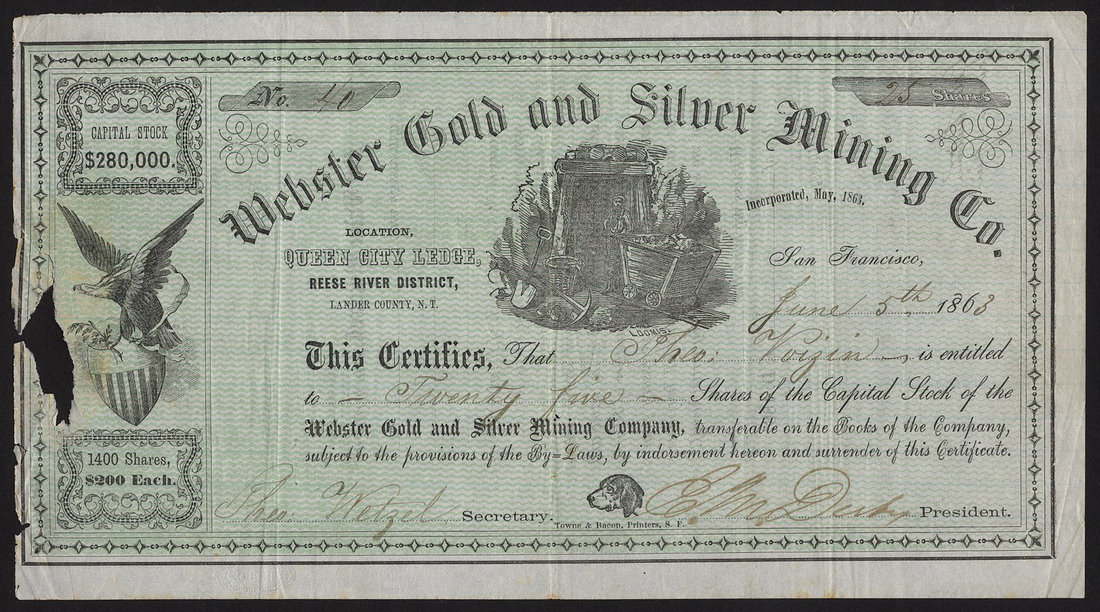 No. 40
25 Shares
CAPITAL STOCK
$280,000.
Webster Gold and Silver Mining Co.
Incorporated, May, 1863.
LOCATION,
QUEEN CITY LEDGE,
REESE RIVER DISTRICT,
LANDER COUNTY, N. T.
San Francisco,
June 5th 1863
LOOMIS.
This Certifies, That Theo: Voizin is entitled
to — Twenty five — Shares of the Capital Stock of the
Webster Gold and Silver Mining Company, transferable on the Books of the Company,
subject to the provisions of the By=Laws, by indorsement hereon and surrender of this Certificate.
1400 Shares,
$200 Each.
Wetzel Secretary.
President.
Towne & Bacon, Printers, S. F.